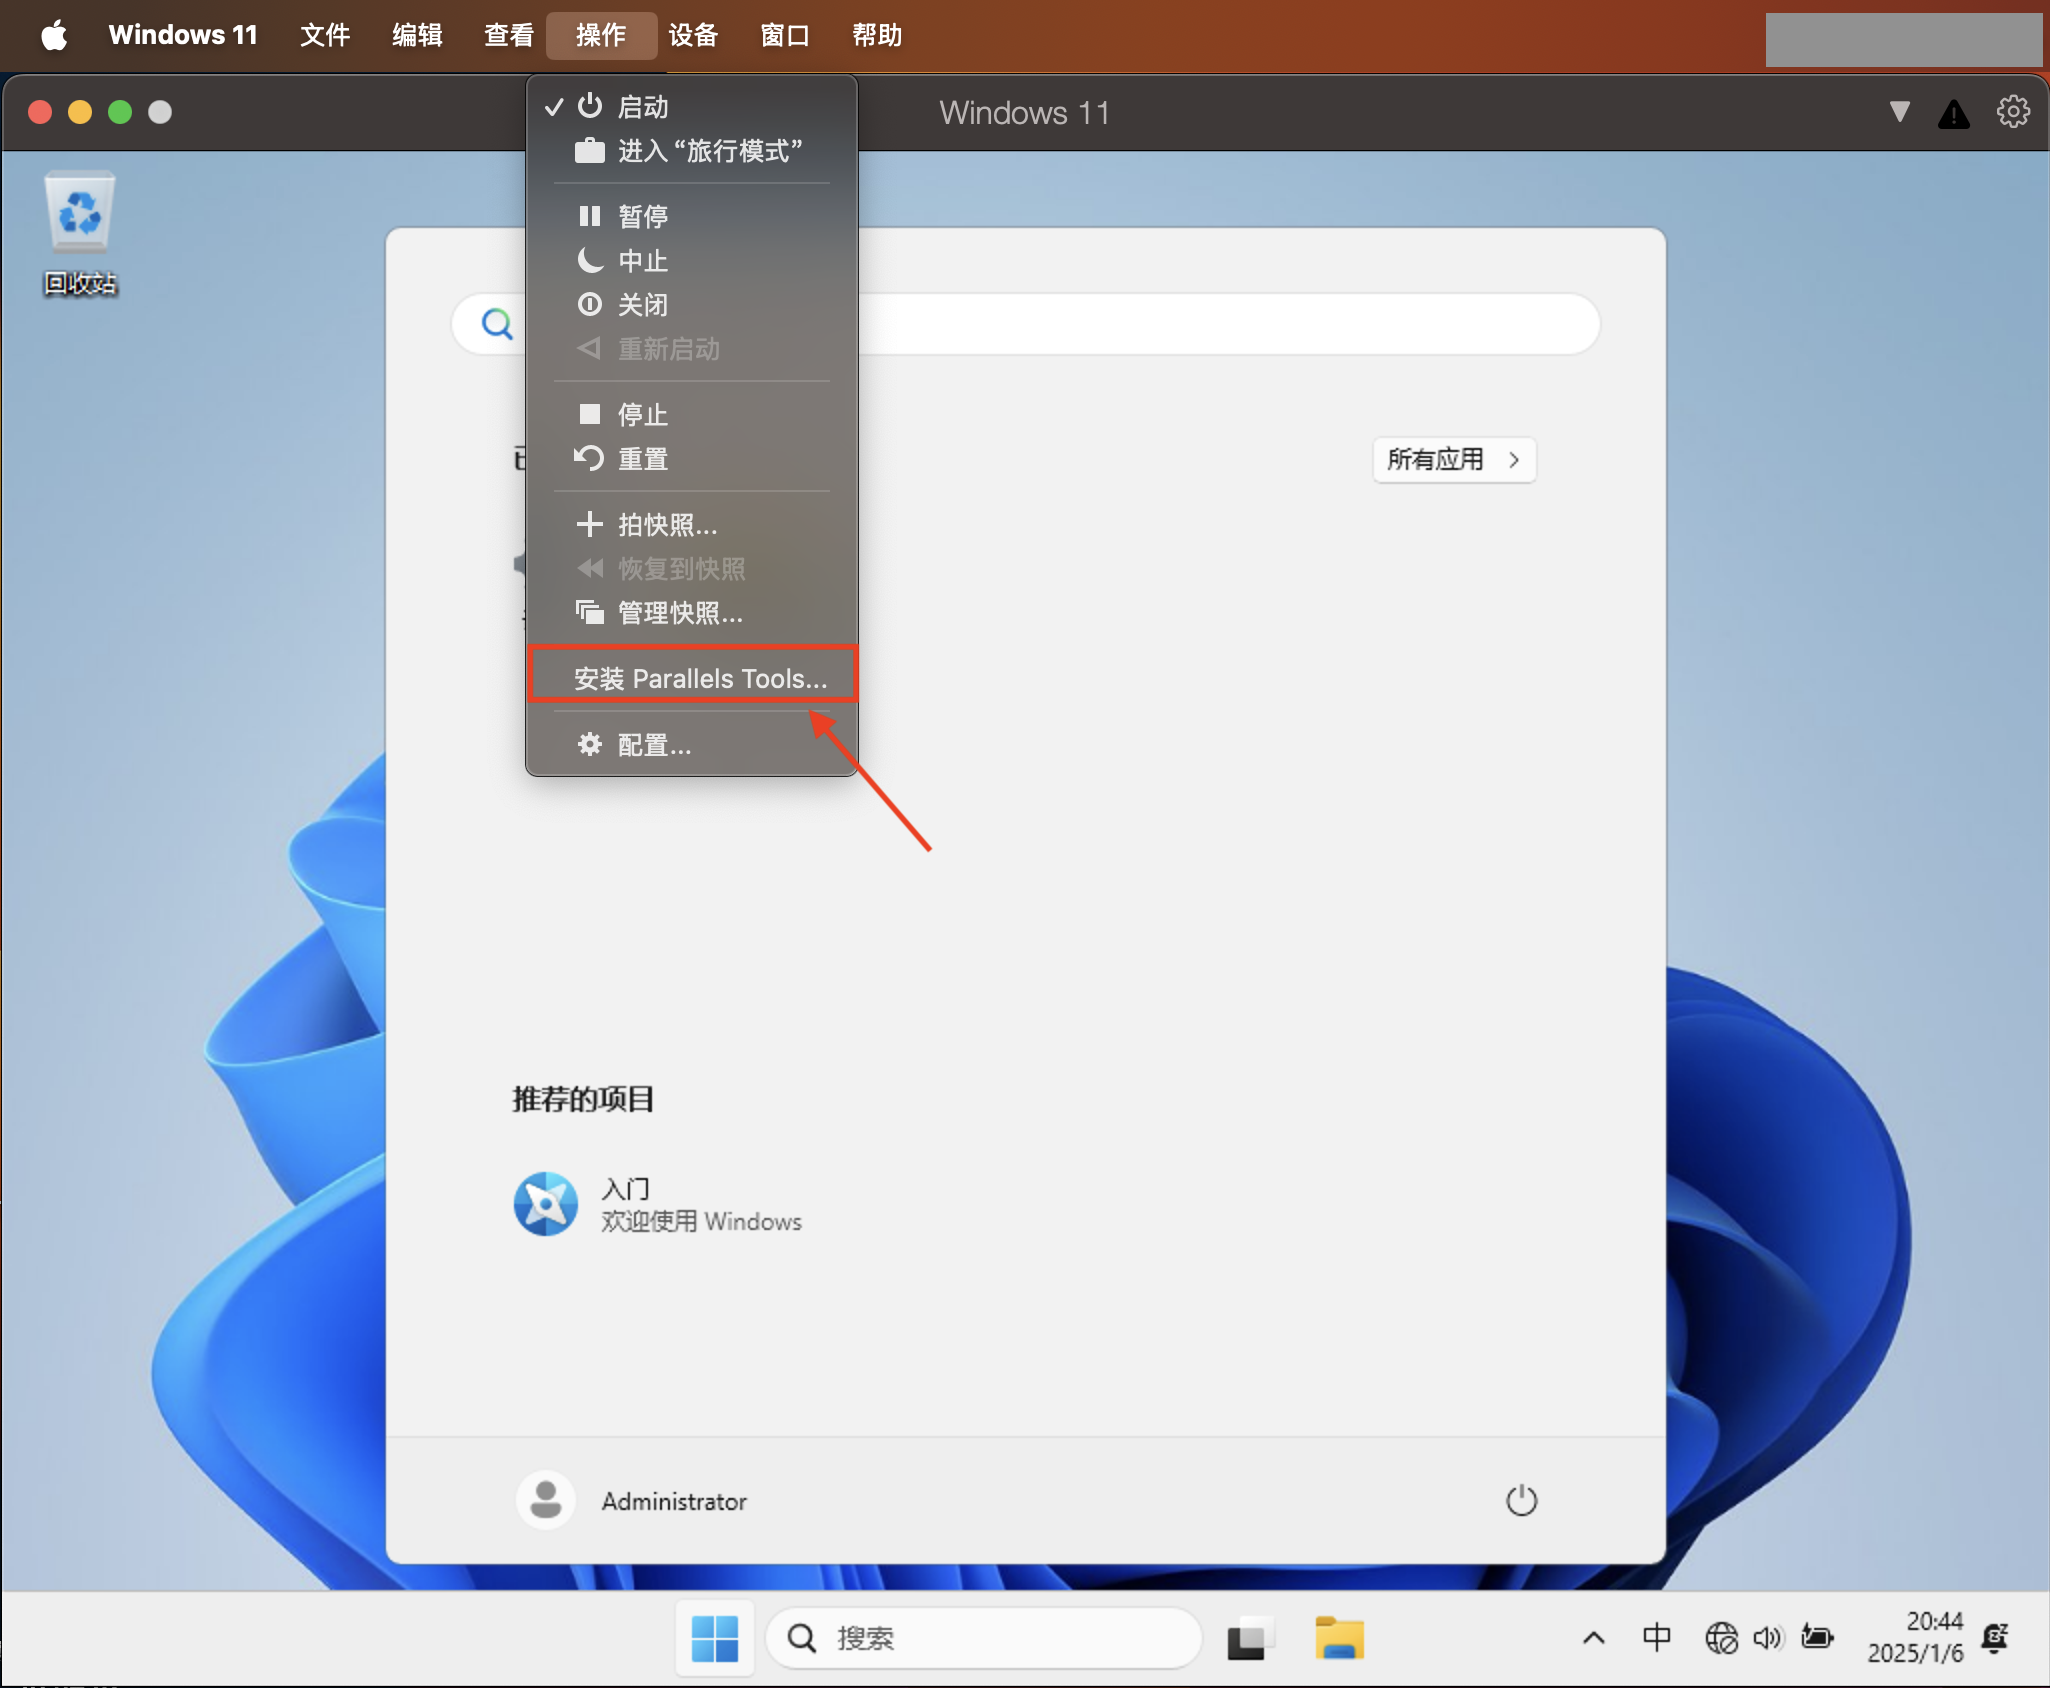 Windows 11 文件 编辑 查看 操作 设备 窗口 帮助
Windows 11
启动
进入“旅行模式”
暂停
中止
关闭
重新启动
停止
重置
拍快照...
恢复到快照
管理快照...
安装 Parallels Tools...
配置...
回收站
所有应用
推荐的项目
入门
欢迎使用 Windows
Administrator
搜索
中
20:44
2025/1/6